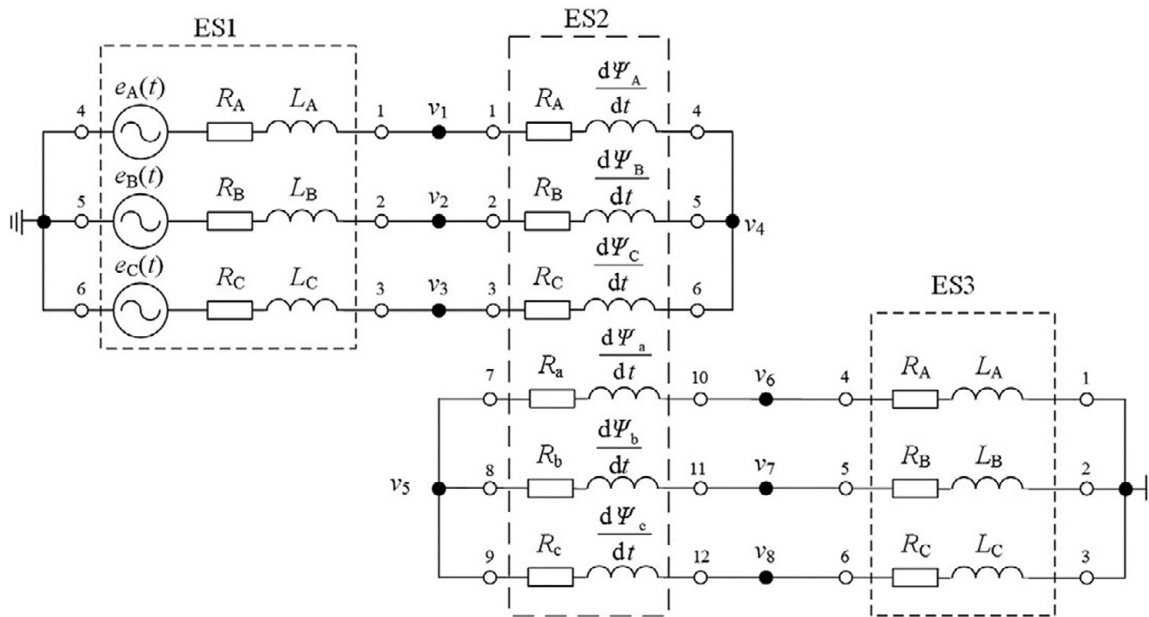 ES1
ES2
e_A(t)
R_A
L_A
R_A
dΨ_A
dt
4
1
v_1
1
4
e_B(t)
R_B
L_B
R_B
dΨ_B
dt
5
2
v_2
2
5
v_4
e_C(t)
R_C
L_C
R_C
dΨ_C
dt
6
3
v_3
3
6
ES3
R_a
dΨ_a
dt
7
10
v_6
4
R_A
L_A
1
R_b
dΨ_b
dt
v_5
8
11
v_7
5
R_B
L_B
2
R_c
dΨ_c
dt
9
12
v_8
6
R_C
L_C
3